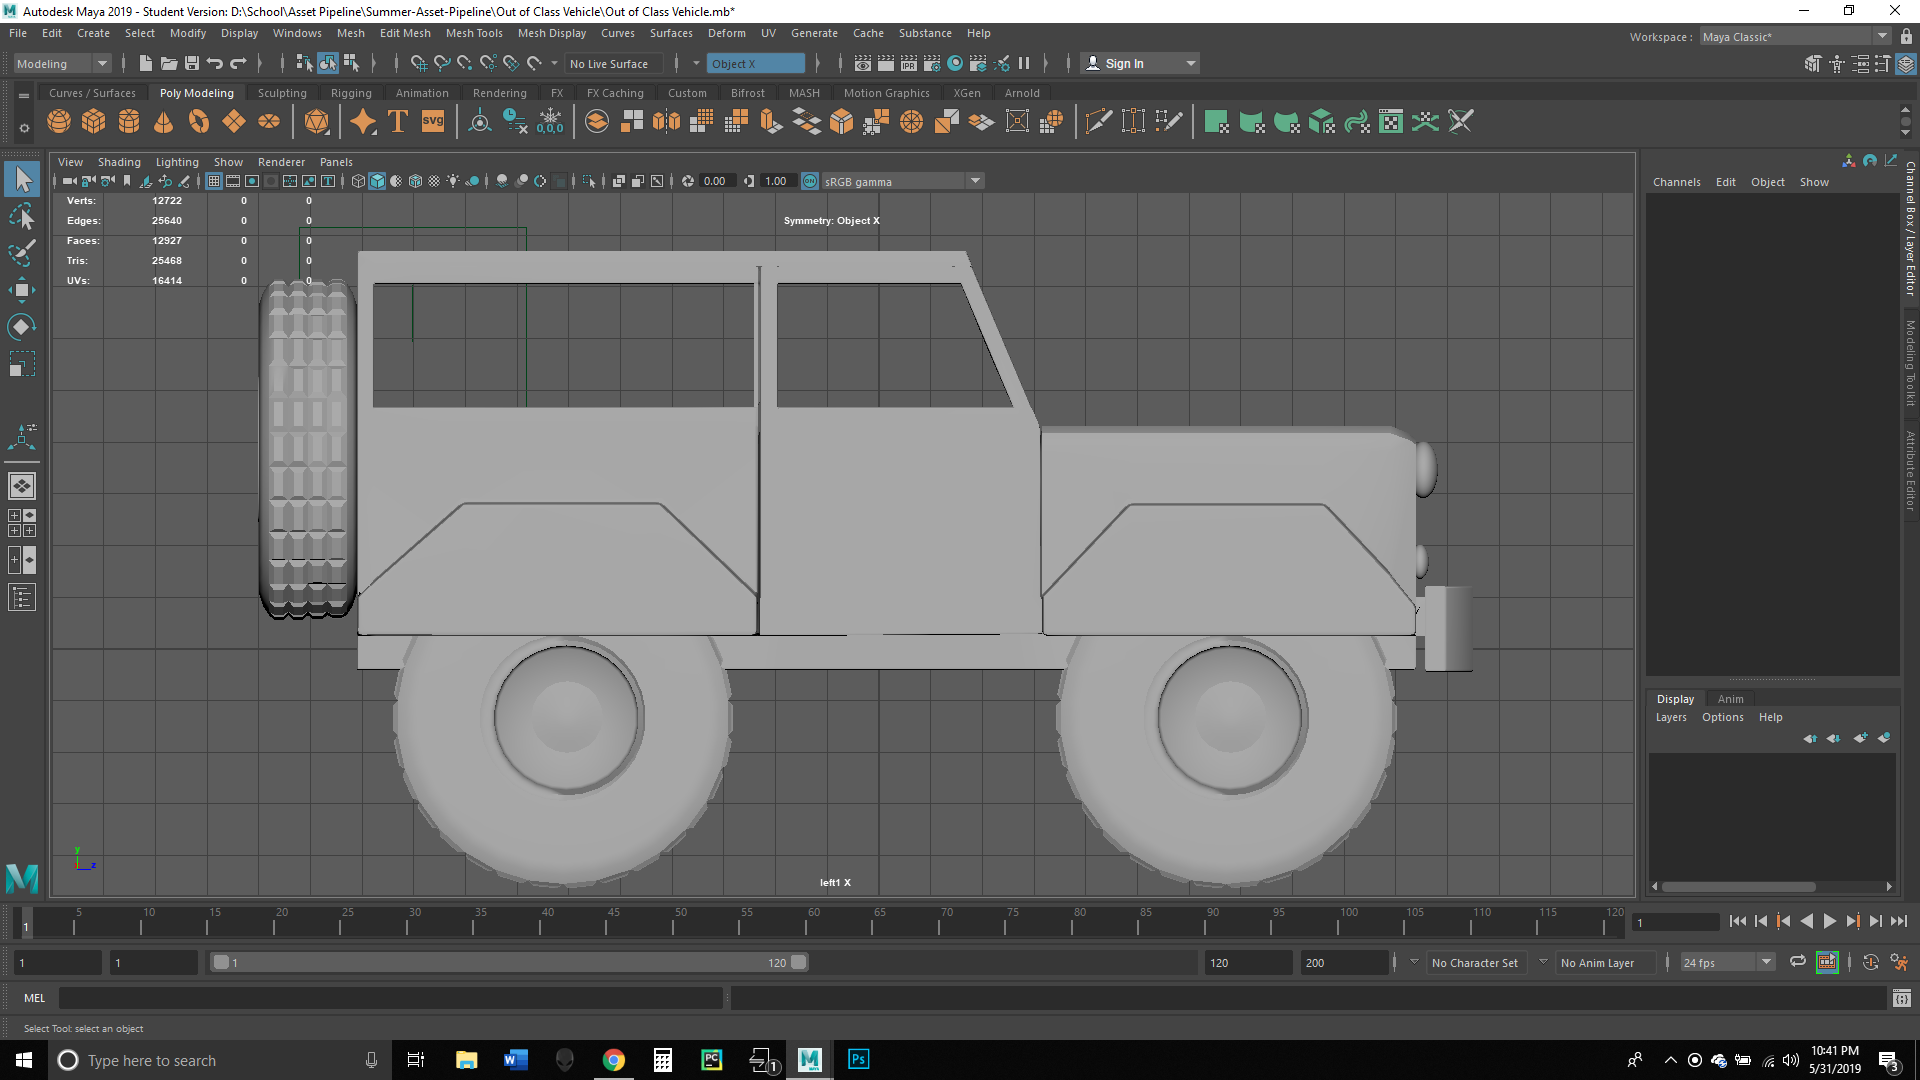 Autodesk Maya 2019 - Student Version: D:\School\Asset Pipeline\Summer-Asset-Pipeline\Out of Class Vehicle\Out of Class Vehicle.mb*
File Edit Create Select Modify Display Windows Mesh Edit Mesh Mesh Tools Mesh Display Curves Surfaces Deform UV Generate Cache Substance Help
Workspace : Maya Classic*
Modeling No Live Surface Object X Sign In
Curves / Surfaces Poly Modeling Sculpting Rigging Animation Rendering FX FX Caching Custom Bifrost MASH Motion Graphics XGen Arnold
T svg 0,0,0
View Shading Lighting Show Renderer Panels
0.00 1.00 ON sRGB gamma
Channels Edit Object Show
Verts: 12722 0 0
Edges: 25640 0 0
Faces: 12927 0 0
Tris: 25468 0 0
UVs: 16414 0 0
Symmetry: Object X
Channel Box / Layer Editor
Modeling Toolkit
Attribute Editor
Display Anim
Layers Options Help
y
z
left1 X
5 10 15 20 25 30 35 40 45 50 55 60 65 70 75 80 85 90 95 100 105 110 115 120
1 1
1 1 1 120 120 200 No Character Set No Anim Layer 24 fps
MEL
Select Tool: select an object
Type here to search
10:41 PM
5/31/2019
1
3